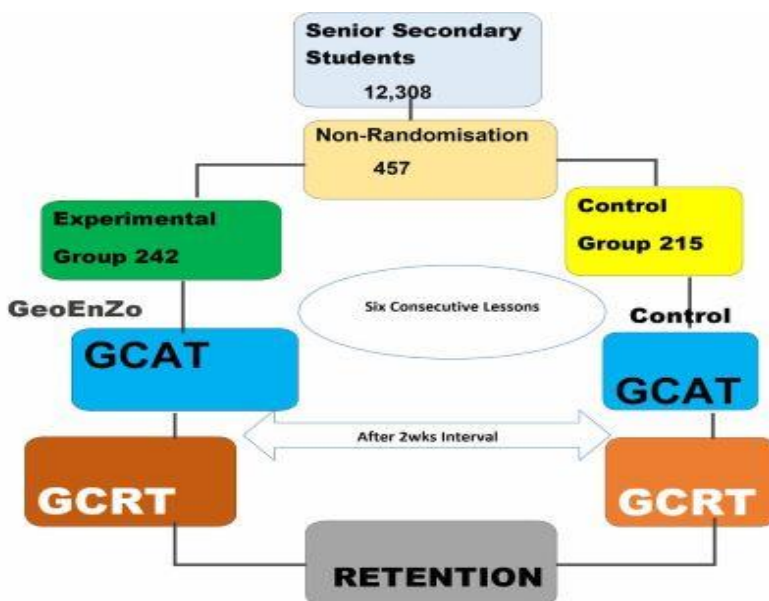 Senior Secondary
Students
12,308
Non-Randomisation
457
Experimental
Group 242
Control
Group 215
GeoEnZo
Six Consecutive Lessons
Control
GCAT
GCAT
After 2wks Interval
GCRT
GCRT
RETENTION